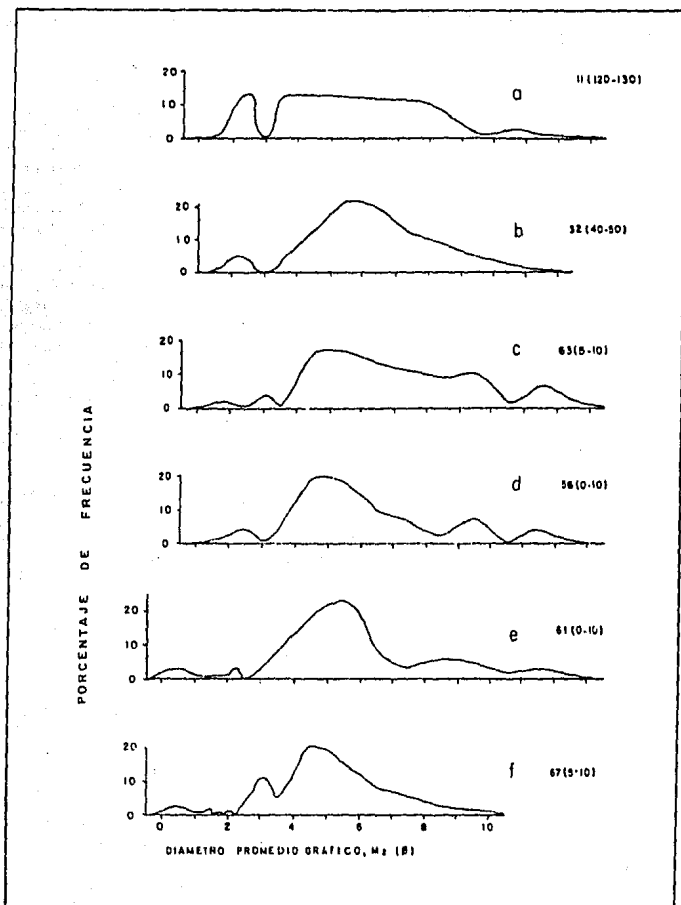 20
10
0
a
11(120-130)
20
10
0
b
32(40-50)
20
10
0
c
63(5-10)
20
10
0
d
56(0-10)
20
10
0
e
61(0-10)
20
10
0
f
67(5-10)
0 2 4 6 8 10
PORCENTAJE DE FRECUENCIA
DIAMETRO PROMEDIO GRAFICO, Mz (Ø)